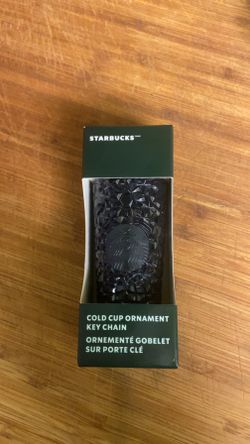 STARBUCKS
COLD CUP ORNAMENT
KEY CHAIN
ORNEMENTÉ GOBELET
SUR PORTE CLÉ